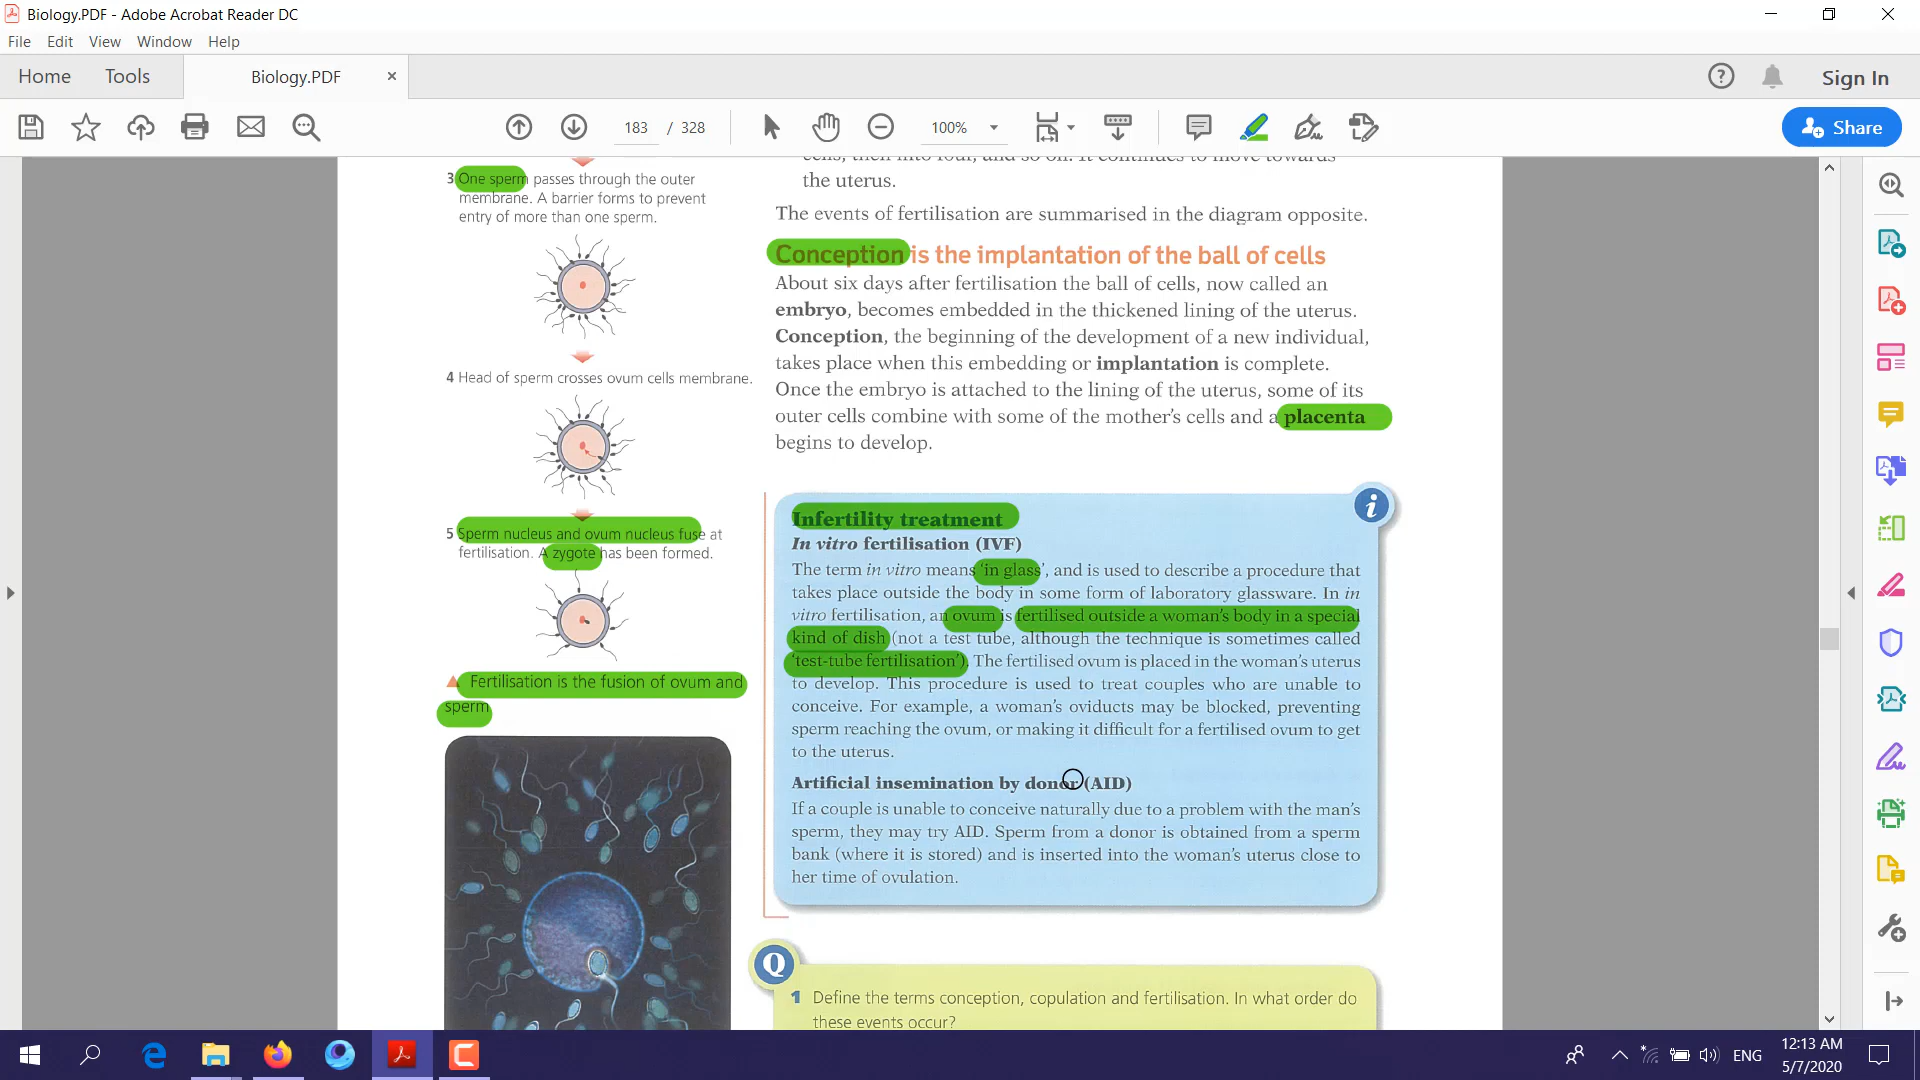 Biology.PDF - Adobe Acrobat Reader DC
File Edit View Window Help
Home Tools Biology.PDF × ? Sign In
183 / 328 100% Share
3 One sperm passes through the outer
membrane. A barrier forms to prevent
entry of more than one sperm.
4 Head of sperm crosses ovum cells membrane.
5 Sperm nucleus and ovum nucleus fuse at
fertilisation. A zygote has been formed.
Fertilisation is the fusion of ovum and
sperm
cells, then into four, and so on. It continues to move towards
the uterus.
The events of fertilisation are summarised in the diagram opposite.
Conception is the implantation of the ball of cells
About six days after fertilisation the ball of cells, now called an
embryo, becomes embedded in the thickened lining of the uterus.
Conception, the beginning of the development of a new individual,
takes place when this embedding or implantation is complete.
Once the embryo is attached to the lining of the uterus, some of its
outer cells combine with some of the mother's cells and a placenta
begins to develop.
i
Infertility treatment
In vitro fertilisation (IVF)
The term in vitro means 'in glass', and is used to describe a procedure that
takes place outside the body in some form of laboratory glassware. In in
vitro fertilisation, an ovum is fertilised outside a woman's body in a special
kind of dish (not a test tube, although the technique is sometimes called
'test-tube fertilisation'). The fertilised ovum is placed in the woman's uterus
to develop. This procedure is used to treat couples who are unable to
conceive. For example, a woman's oviducts may be blocked, preventing
sperm reaching the ovum, or making it difficult for a fertilised ovum to get
to the uterus.
Artificial insemination by donor (AID)
If a couple is unable to conceive naturally due to a problem with the man's
sperm, they may try AID. Sperm from a donor is obtained from a sperm
bank (where it is stored) and is inserted into the woman's uterus close to
her time of ovulation.
Q
1 Define the terms conception, copulation and fertilisation. In what order do
these events occur?
ENG
12:13 AM
5/7/2020